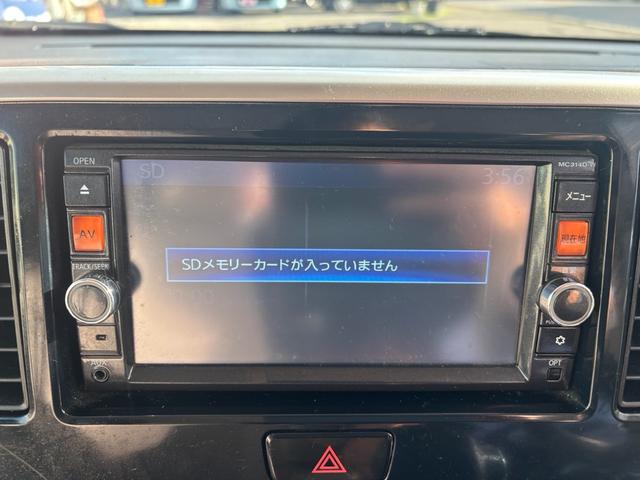 OPEN
MC314D-W
SD
3:56
メニュー
AV
現在地
TRACK/SEEK
SDメモリーカードが入っていません
AUX
OPT